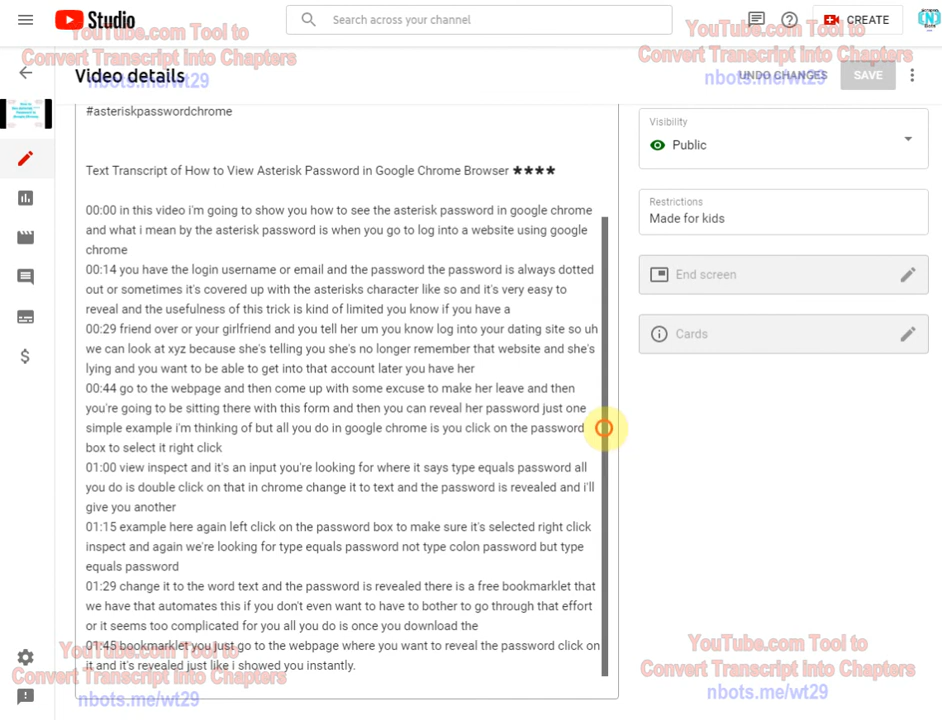 Studio
Search across your channel
CREATE
YouTube.com Tool to
Convert Transcript into Chapters
nbots.me/wt29
YouTube.com Tool to
Convert Transcript into Chapters
nbots.me/wt29
Video details
UNDO CHANGES
SAVE
#asteriskpasswordchrome
Text Transcript of How to View Asterisk Password in Google Chrome Browser ****
00:00 in this video i'm going to show you how to see the asterisk password in google chrome
and what i mean by the asterisk password is when you go to log into a website using google
chrome
00:14 you have the login username or email and the password the password is always dotted
out or sometimes it's covered up with the asterisks character like so and it's very easy to
reveal and the usefulness of this trick is kind of limited you know if you have a
00:29 friend over or your girlfriend and you tell her um you know log into your dating site so uh
we can look at xyz because she's telling you she's no longer remember that website and she's
lying and you want to be able to get into that account later you have her
00:44 go to the webpage and then come up with some excuse to make her leave and then
you're going to be sitting there with this form and then you can reveal her password just one
simple example i'm thinking of but all you do in google chrome is you click on the password
box to select it right click
01:00 view inspect and it's an input you're looking for where it says type equals password all
you do is double click on that in chrome change it to text and the password is revealed and i'll
give you another
01:15 example here again left click on the password box to make sure it's selected right click
inspect and again we're looking for type equals password not type colon password but type
equals password
01:29 change it to the word text and the password is revealed there is a free bookmarklet that
we have that automates this if you don't even want to have to bother to go through that effort
or it seems too complicated for you all you do is once you download the
01:45 bookmarklet you just go to the webpage where you want to reveal the password click on
it and it's revealed just like i showed you instantly.
Visibility
Public
Restrictions
Made for kids
End screen
Cards
YouTube.com Tool to
Convert Transcript into Chapters
nbots.me/wt29
YouTube.com Tool to
Convert Transcript into Chapters
nbots.me/wt29